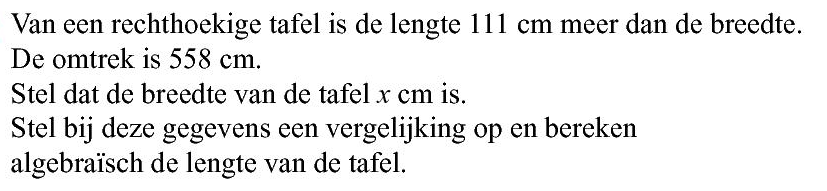 Van een rechthoekige tafel is de lengte 111 cm meer dan de breedte.
De omtrek is 558 cm.
Stel dat de breedte van de tafel x cm is.
Stel bij deze gegevens een vergelijking op en bereken
algebraïsch de lengte van de tafel.